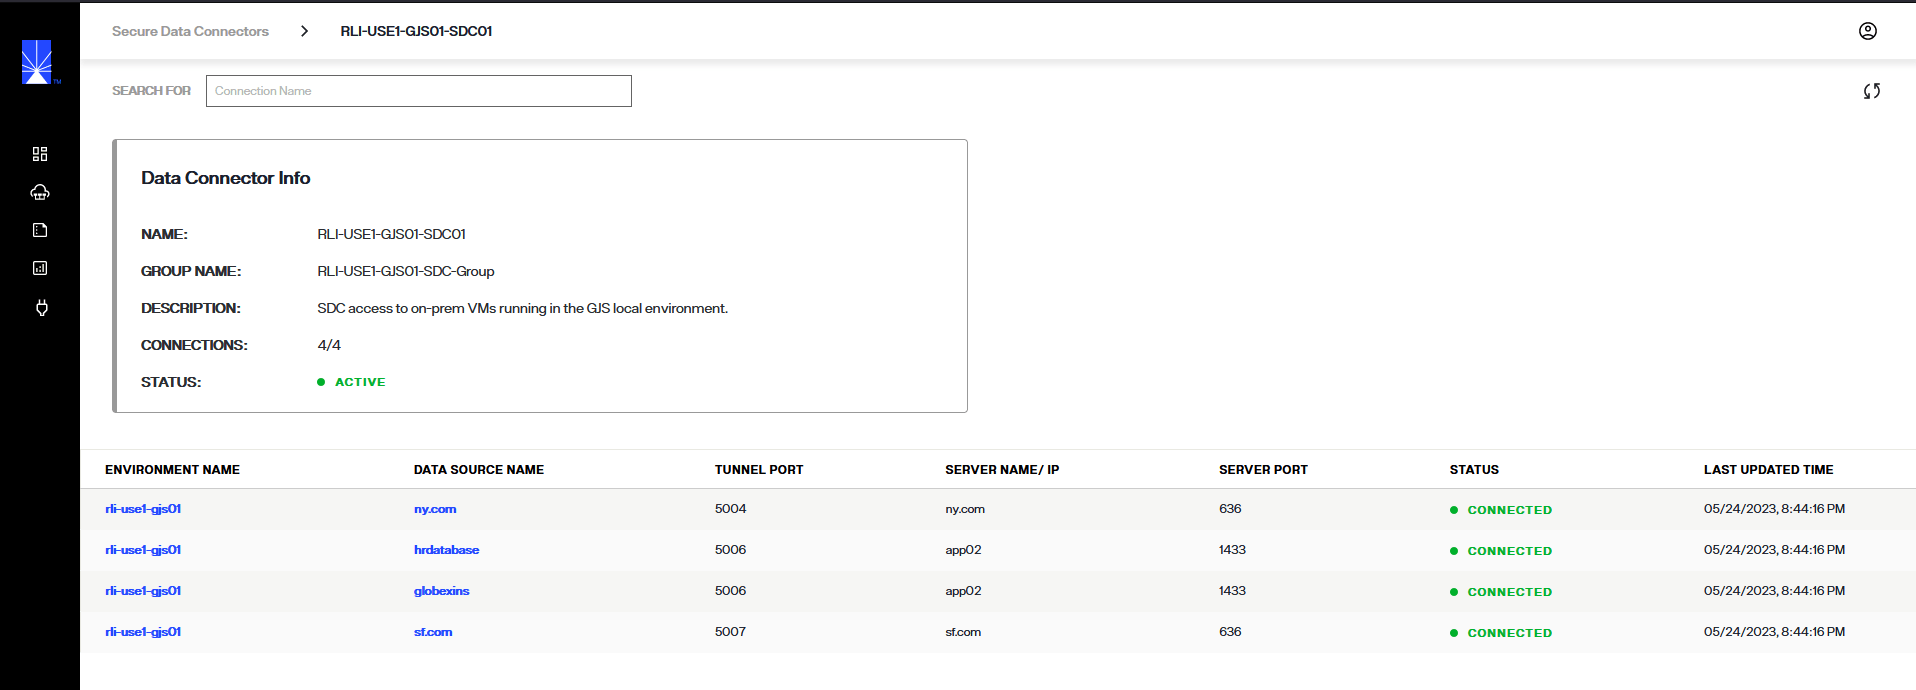 Secure Data Connectors > RLI-USE1-GJS01-SDC01
TM
SEARCH FOR Connection Name
Data Connector Info
NAME: RLI-USE1-GJS01-SDC01
GROUP NAME: RLI-USE1-GJS01-SDC-Group
DESCRIPTION: SDC access to on-prem VMs running in the GJS local environment.
CONNECTIONS: 4/4
STATUS: ACTIVE
ENVIRONMENT NAME DATA SOURCE NAME TUNNEL PORT SERVER NAME/ IP SERVER PORT STATUS LAST UPDATED TIME
rli-use1-gjs01 ny.com 5004 ny.com 636 CONNECTED 05/24/2023, 8:44:16 PM
rli-use1-gjs01 hrdatabase 5006 app02 1433 CONNECTED 05/24/2023, 8:44:16 PM
rli-use1-gjs01 globexins 5006 app02 1433 CONNECTED 05/24/2023, 8:44:16 PM
rli-use1-gjs01 sf.com 5007 sf.com 636 CONNECTED 05/24/2023, 8:44:16 PM